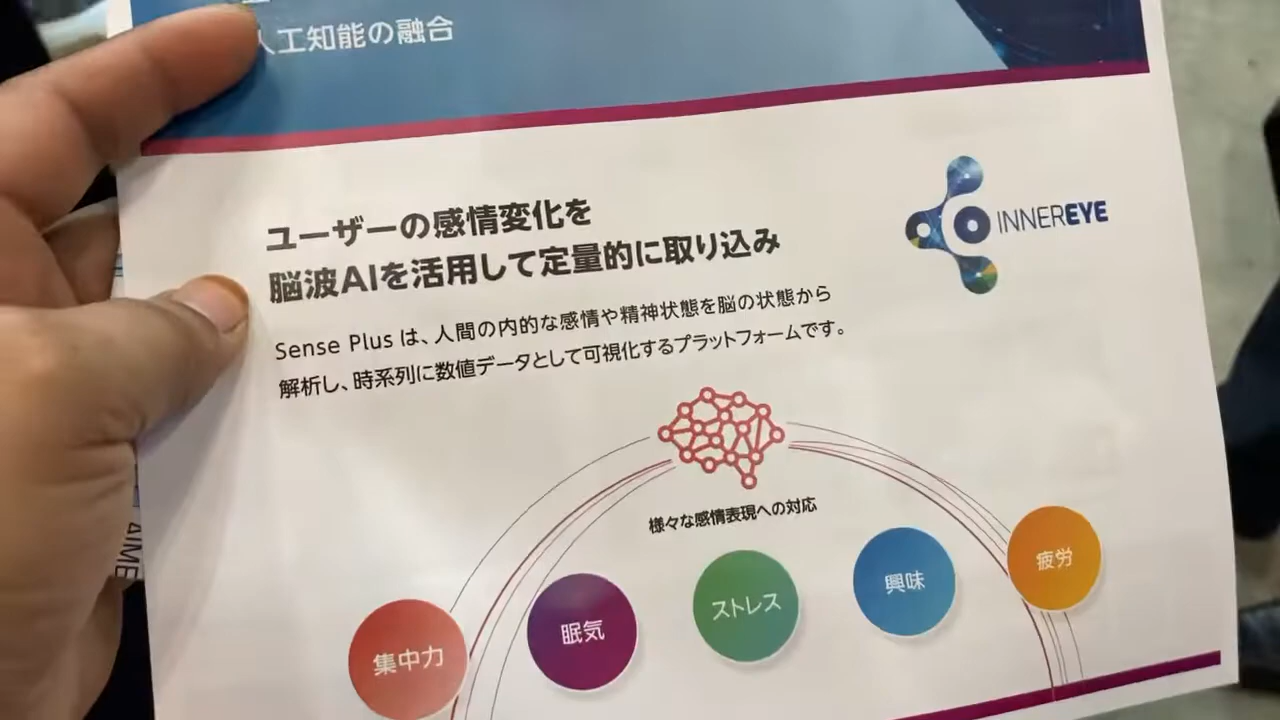 人工知能の融合
ユーザーの感情変化を
脳波AIを活用して定量的に取り込み
INNEREYE
Sense Plus は、人間の内的な感情や精神状態を脳の状態から
解析し、時系列に数値データとして可視化するプラットフォームです。
様々な感情表現への対応
集中力
眠気
ストレス
興味
疲労
AIME